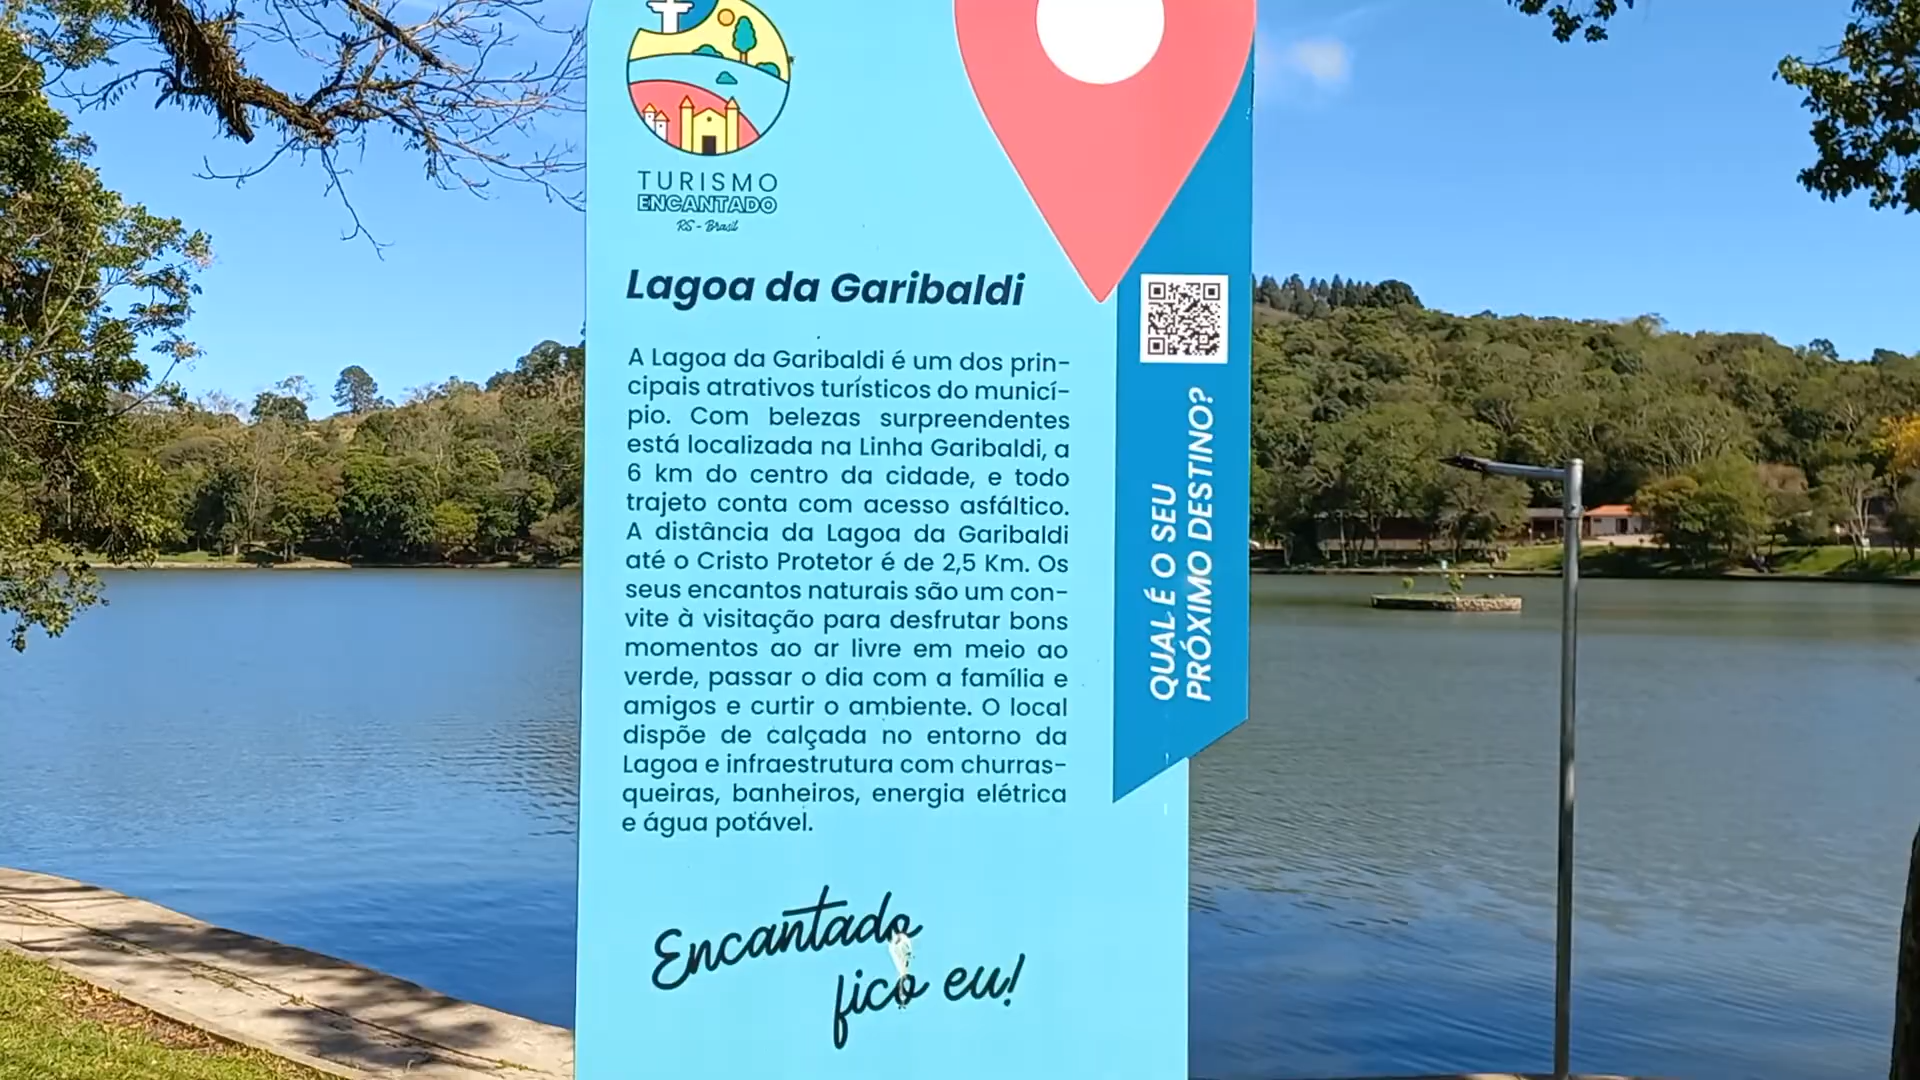 TURISMO
ENCANTADO
RS - Brasil
Lagoa da Garibaldi
A Lagoa da Garibaldi é um dos prin-
cipais atrativos turísticos do municí-
pio. Com belezas surpreendentes
está localizada na Linha Garibaldi, a
6 km do centro da cidade, e todo
trajeto conta com acesso asfáltico.
A distância da Lagoa da Garibaldi
até o Cristo Protetor é de 2,5 Km. Os
seus encantos naturais são um con-
vite à visitação para desfrutar bons
momentos ao ar livre em meio ao
verde, passar o dia com a família e
amigos e curtir o ambiente. O local
dispõe de calçada no entorno da
Lagoa e infraestrutura com churras-
queiras, banheiros, energia elétrica
e água potável.
Encantado
fico eu!
QUAL É O SEU
PRÓXIMO DESTINO?